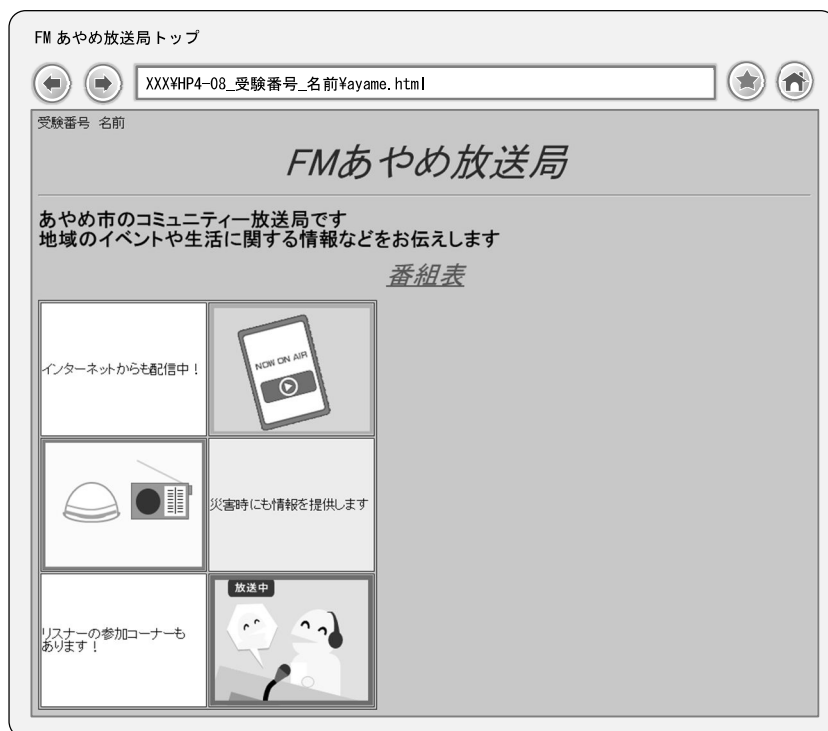 FM あやめ放送局トップ
XXX¥HP4-08_受験番号_名前¥ayame.html
受験番号 名前
FMあやめ放送局
あやめ市のコミュニティー放送局です
地域のイベントや生活に関する情報などをお伝えします
番組表
インターネットからも配信中！
NOW ON AIR
災害時にも情報を提供します
放送中
リスナーの参加コーナーも
あります！